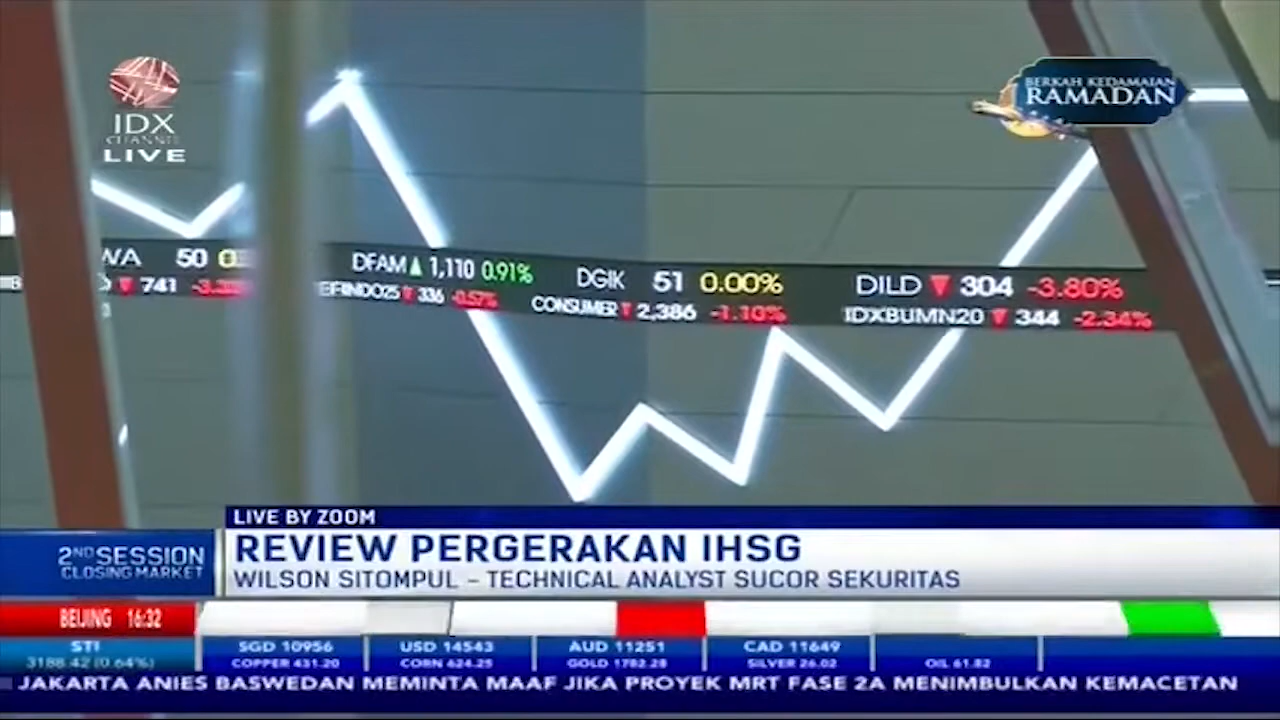 IDX
CHANNEL
LIVE
BERKAH KEDAMAIAN
RAMADAN
WA 50
DFAM ▲ 1,110 0.91%
DGIK 51 0.00%
DILD ▼ 304 -3.80%
▼ 741
EFINDO25 ▼ 336 -0.57%
CONSUMER ▼ 2,386 -1.10%
IDXBUMN20 ▼ 344 -2.34%
LIVE BY ZOOM
2ND SESSION
CLOSING MARKET
REVIEW PERGERAKAN IHSG
WILSON SITOMPUL – TECHNICAL ANALYST SUCOR SEKURITAS
BEIJING 16:32
STI SGD 10956 USD 14543 AUD 11251 CAD 11649
3188.42 (0.64%) COPPER 431.20 CORN 624.25 GOLD 1782.28 SILVER 26.02 OIL 61.82
JAKARTA ANIES BASWEDAN MEMINTA MAAF JIKA PROYEK MRT FASE 2A MENIMBULKAN KEMACETAN